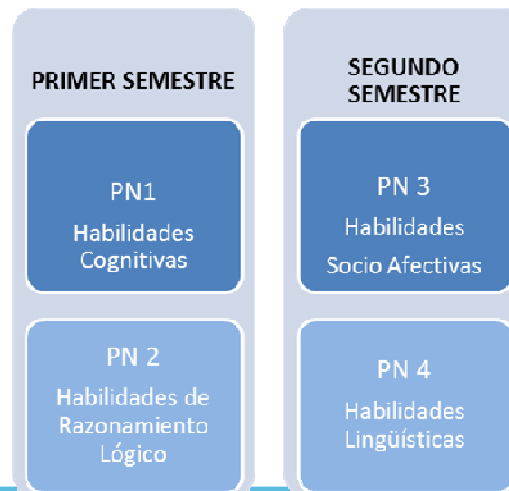 PRIMER SEMESTRE
PN1
Habilidades
Cognitivas
PN 2
Habilidades de
Razonamiento
Lógico
SEGUNDO
SEMESTRE
PN 3
Habilidades
Socio Afectivas
PN 4
Habilidades
Lingüísticas